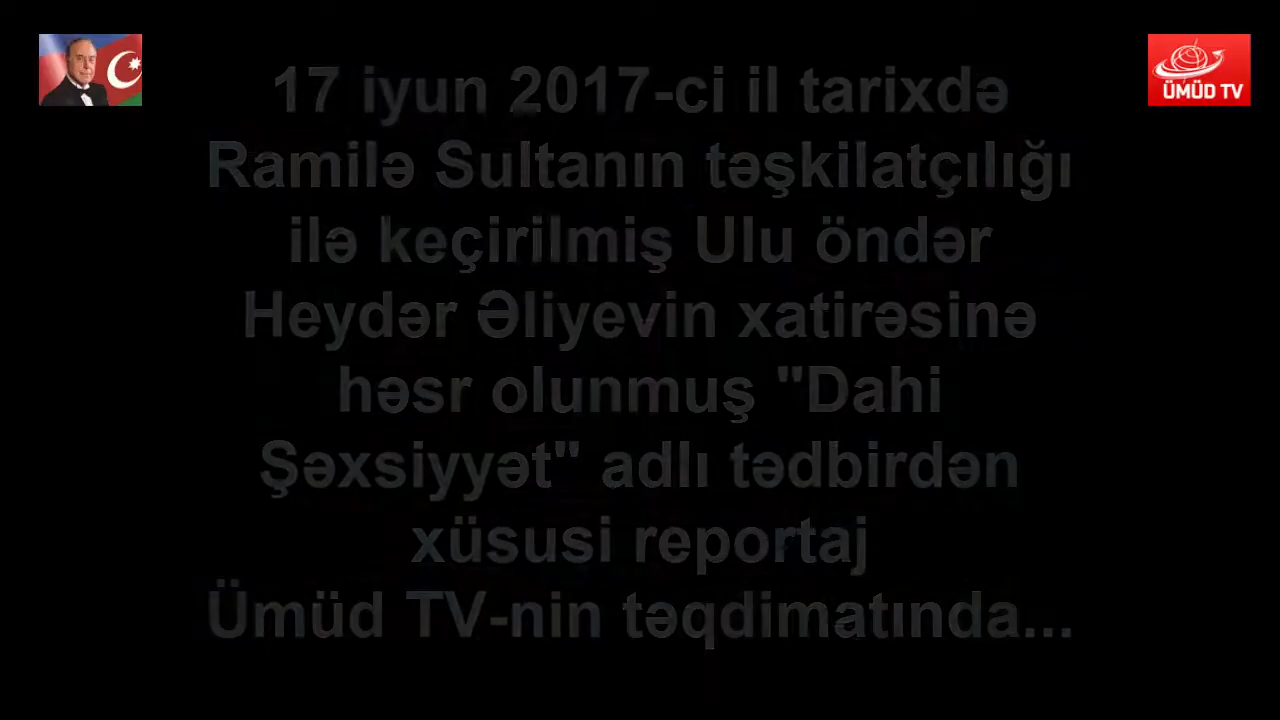 17 iyun 2017-ci il tarixdə
Ramilə Sultanın təşkilatçılığı
ilə keçirilmiş Ulu öndər
Heydər Əliyevin xatirəsinə
həsr olunmuş "Dahi
Şəxsiyyət" adlı tədbirdən
xüsusi reportaj
Ümüd TV-nin təqdimatında...
ÜMÜD TV